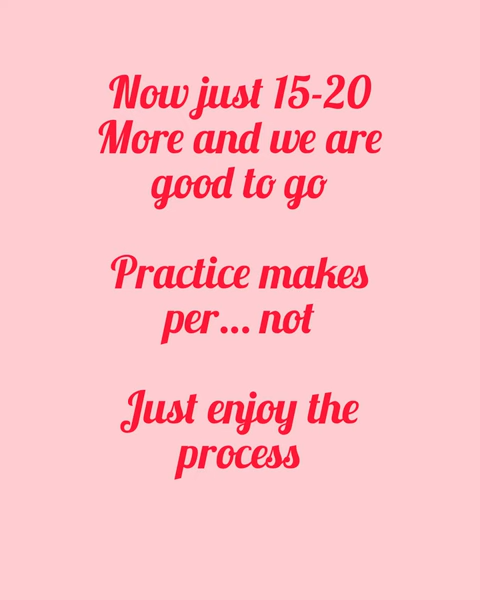 Now just 15-20
More and we are
good to go
Practice makes
per... not
Just enjoy the
process